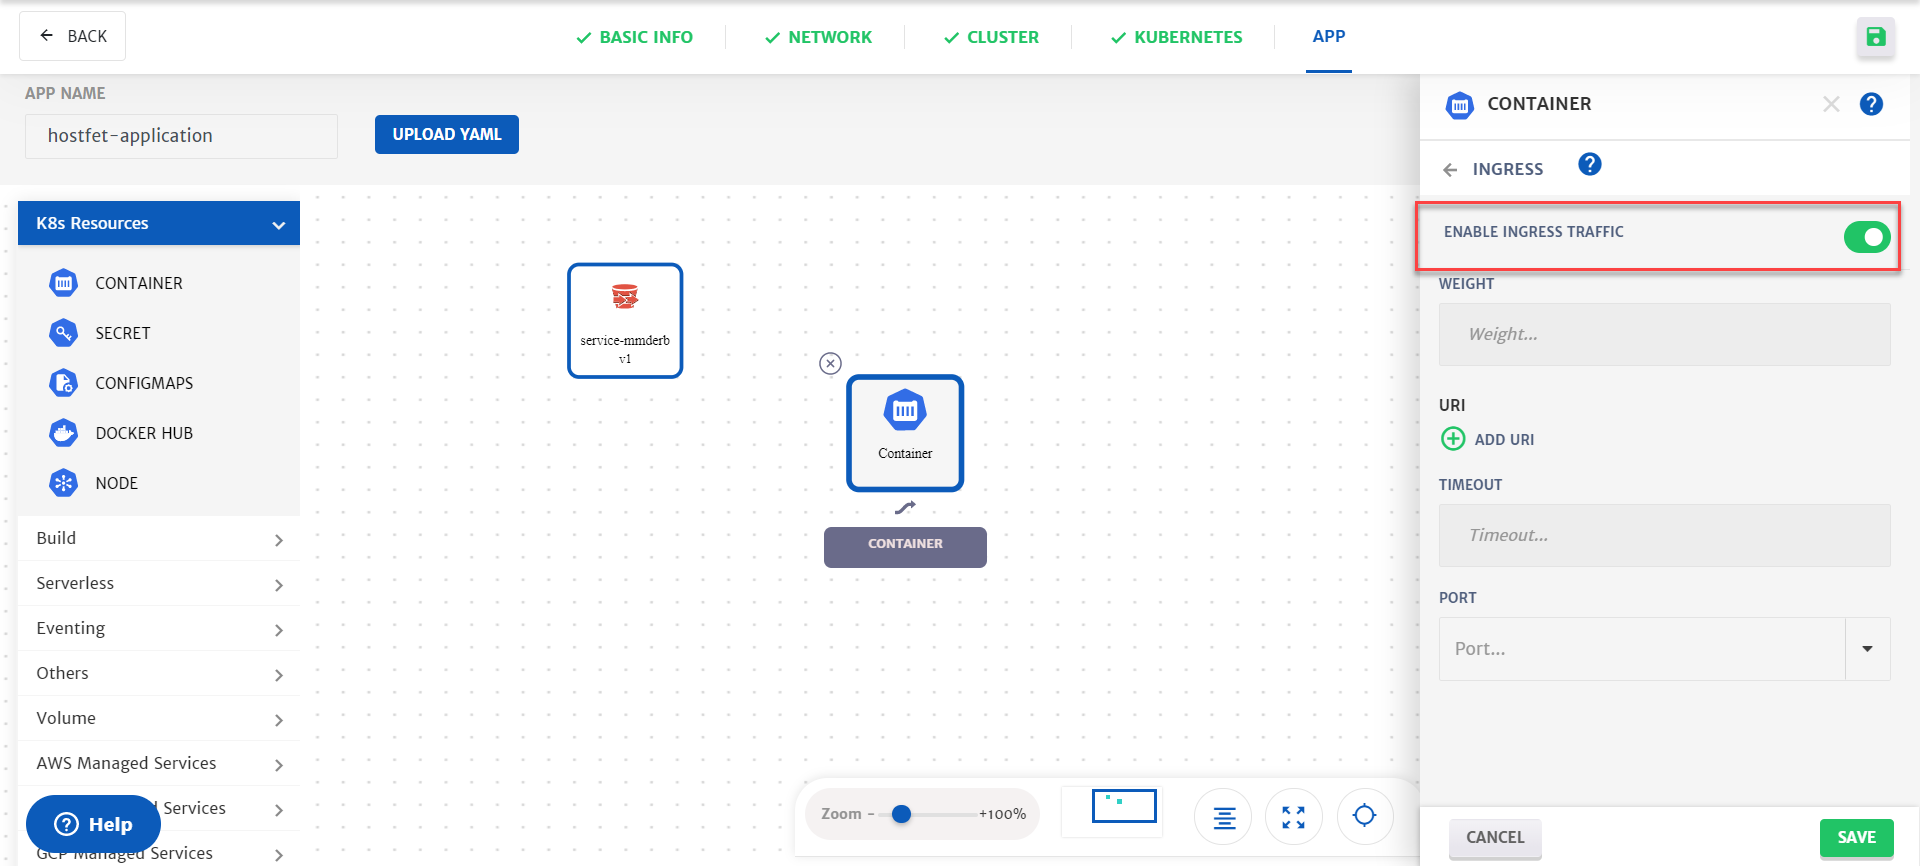 BACK
BASIC INFO
NETWORK
CLUSTER
KUBERNETES
APP
APP NAME
hostfet-application
UPLOAD YAML
K8s Resources
CONTAINER
SECRET
CONFIGMAPS
DOCKER HUB
NODE
Build
Serverless
Eventing
Others
Volume
AWS Managed Services
Services
GCP Managed Services
Help
service-mmderb
v1
Container
CONTAINER
Zoom - +100%
CONTAINER
?
INGRESS ?
ENABLE INGRESS TRAFFIC
WEIGHT
Weight...
URI
ADD URI
TIMEOUT
Timeout...
PORT
Port...
CANCEL
SAVE